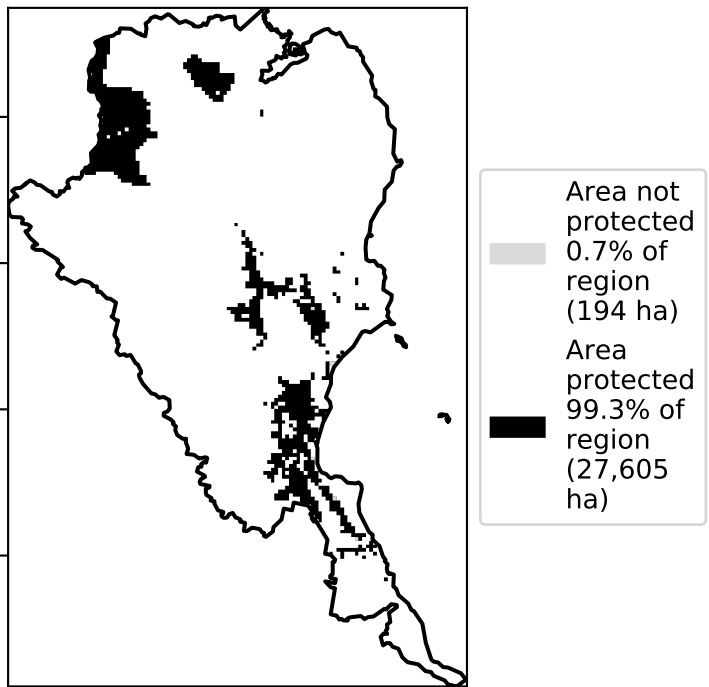 Area not
protected
0.7% of
region
(194 ha)
Area
protected
99.3% of
region
(27,605
ha)